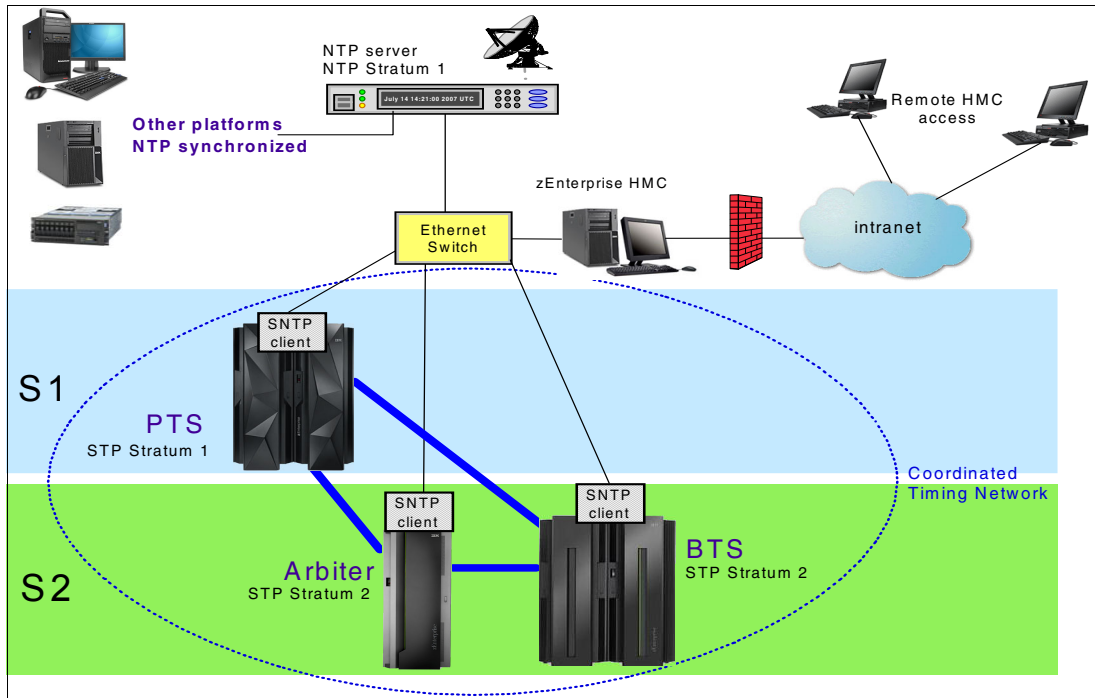 NTP server
NTP Stratum 1
July 14 14:21:00 2007 UTC
Other platforms
NTP synchronized
Remote HMC
access
zEnterprise HMC
Ethernet
Switch
intranet
SNTP
client
S1
PTS
STP Stratum 1
Coordinated
Timing Network
SNTP
client
SNTP
client
S2
Arbiter
STP Stratum 2
BTS
STP Stratum 2